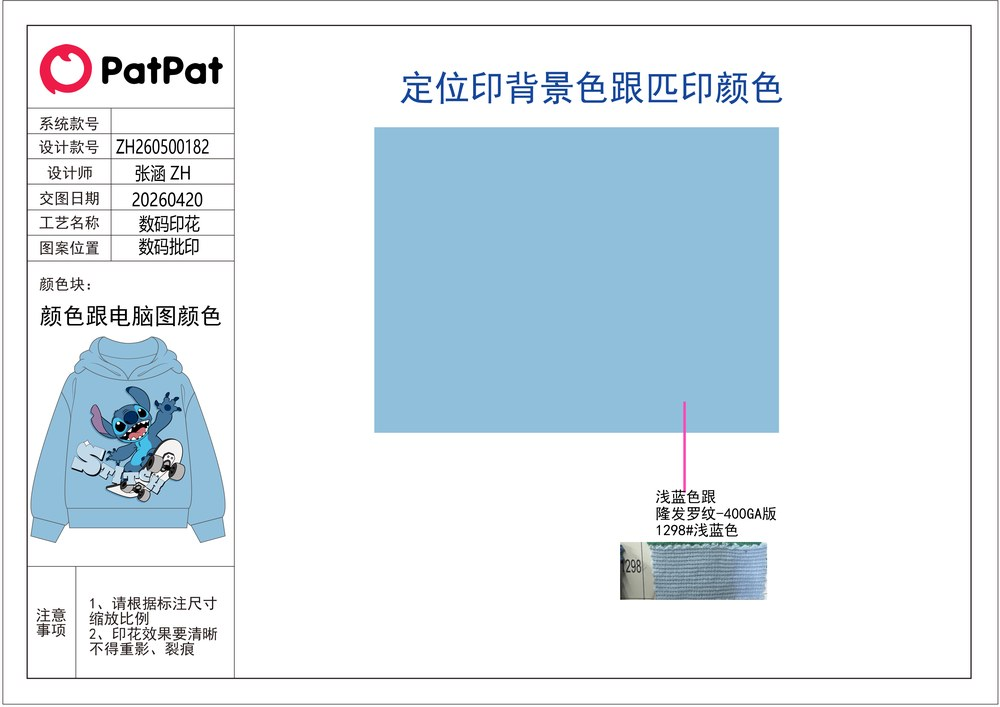 PatPat
系统款号
设计款号 ZH260500182
设计师 张涵 ZH
交图日期 20260420
工艺名称 数码印花
图案位置 数码批印
颜色块：
颜色跟电脑图颜色
STITCH
注意
事项
1、请根据标注尺寸
缩放比例
2、印花效果要清晰
不得重影、裂痕
定位印背景色跟匹印颜色
浅蓝色跟
隆发罗纹-400GA版
1298#浅蓝色
1298